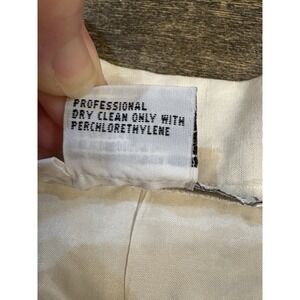 PROFESSIONAL
DRY CLEAN ONLY WITH
PERCHLORETHYLENE